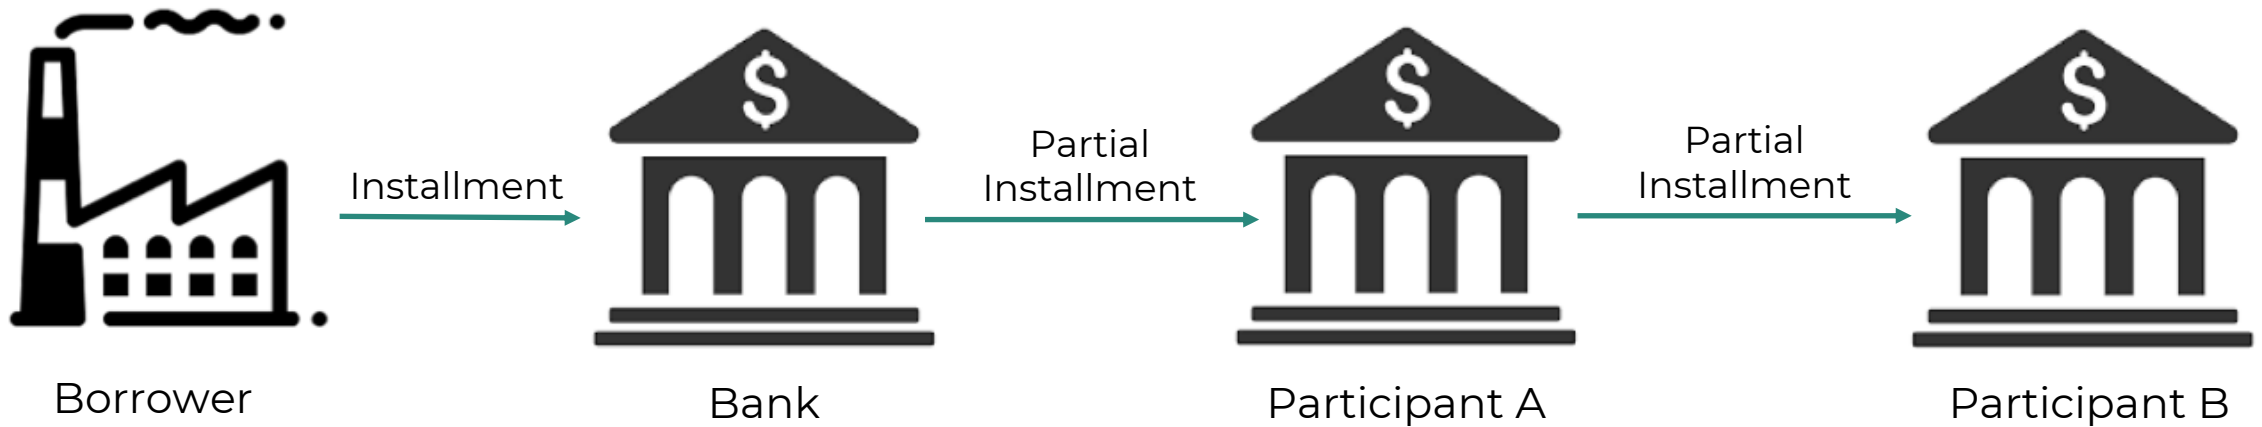 Installment
Partial
Installment
Partial
Installment
$
$
$
Borrower
Bank
Participant A
Participant B